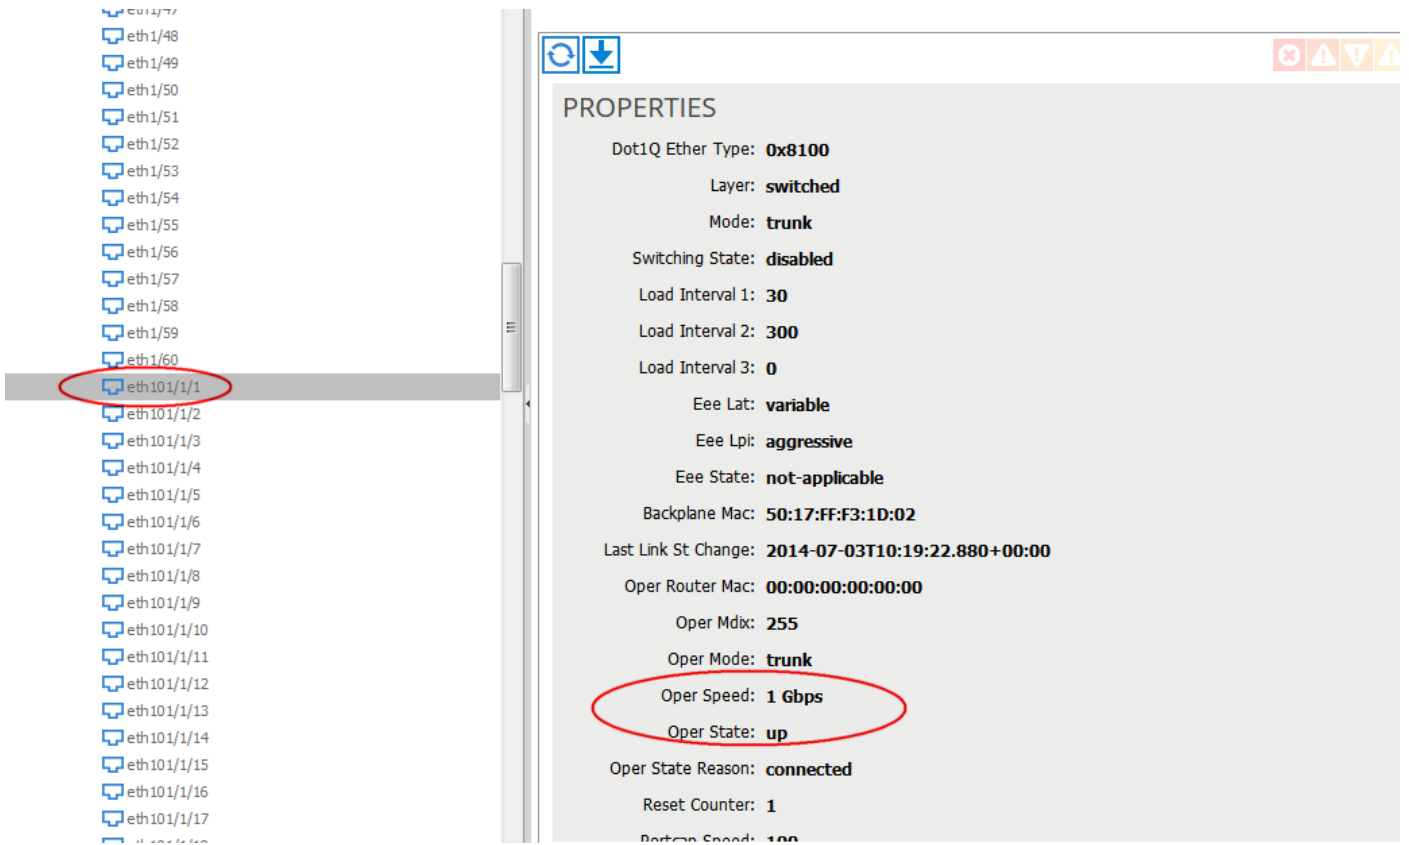 eth1/47
eth1/48
eth1/49
eth1/50
eth1/51
eth1/52
eth1/53
eth1/54
eth1/55
eth1/56
eth1/57
eth1/58
eth1/59
eth1/60
eth101/1/1
eth101/1/2
eth101/1/3
eth101/1/4
eth101/1/5
eth101/1/6
eth101/1/7
eth101/1/8
eth101/1/9
eth101/1/10
eth101/1/11
eth101/1/12
eth101/1/13
eth101/1/14
eth101/1/15
eth101/1/16
eth101/1/17
PROPERTIES
Dot1Q Ether Type: 0x8100
Layer: switched
Mode: trunk
Switching State: disabled
Load Interval 1: 30
Load Interval 2: 300
Load Interval 3: 0
Eee Lat: variable
Eee Lpi: aggressive
Eee State: not-applicable
Backplane Mac: 50:17:FF:F3:1D:02
Last Link St Change: 2014-07-03T10:19:22.880+00:00
Oper Router Mac: 00:00:00:00:00:00
Oper Mdix: 255
Oper Mode: trunk
Oper Speed: 1 Gbps
Oper State: up
Oper State Reason: connected
Reset Counter: 1
Portcap Speed: 100